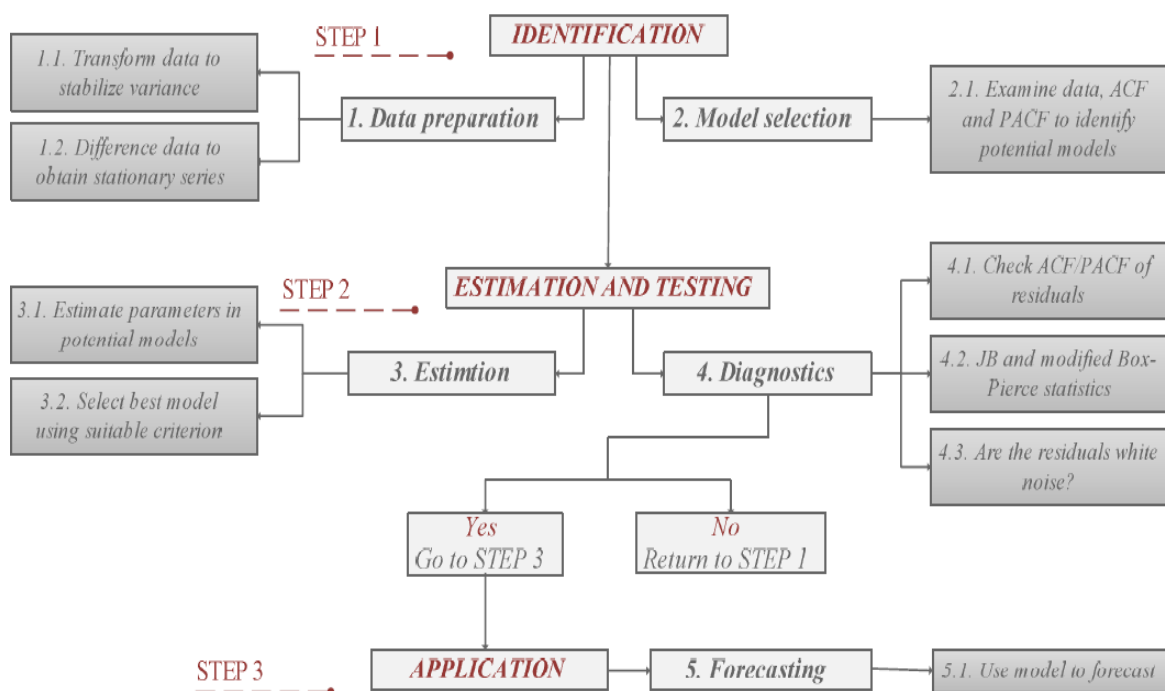 STEP 1
IDENTIFICATION
1.1. Transform data to
stabilize variance
1. Data preparation
2. Model selection
2.1. Examine data, ACF
and PACF to identify
potential models
1.2. Difference data to
obtain stationary series
STEP 2
ESTIMATION AND TESTING
4.1. Check ACF/PACF of
residuals
3.1. Estimate parameters in
potential models
3. Estimtion
4. Diagnostics
4.2. JB and modified Box-
Pierce statistics
3.2. Select best model
using suitable criterion.
4.3. Are the residuals white
noise?
Yes
Go to STEP 3
No
Return to STEP 1
STEP 3
APPLICATION
5. Forecasting
5.1. Use model to forecast